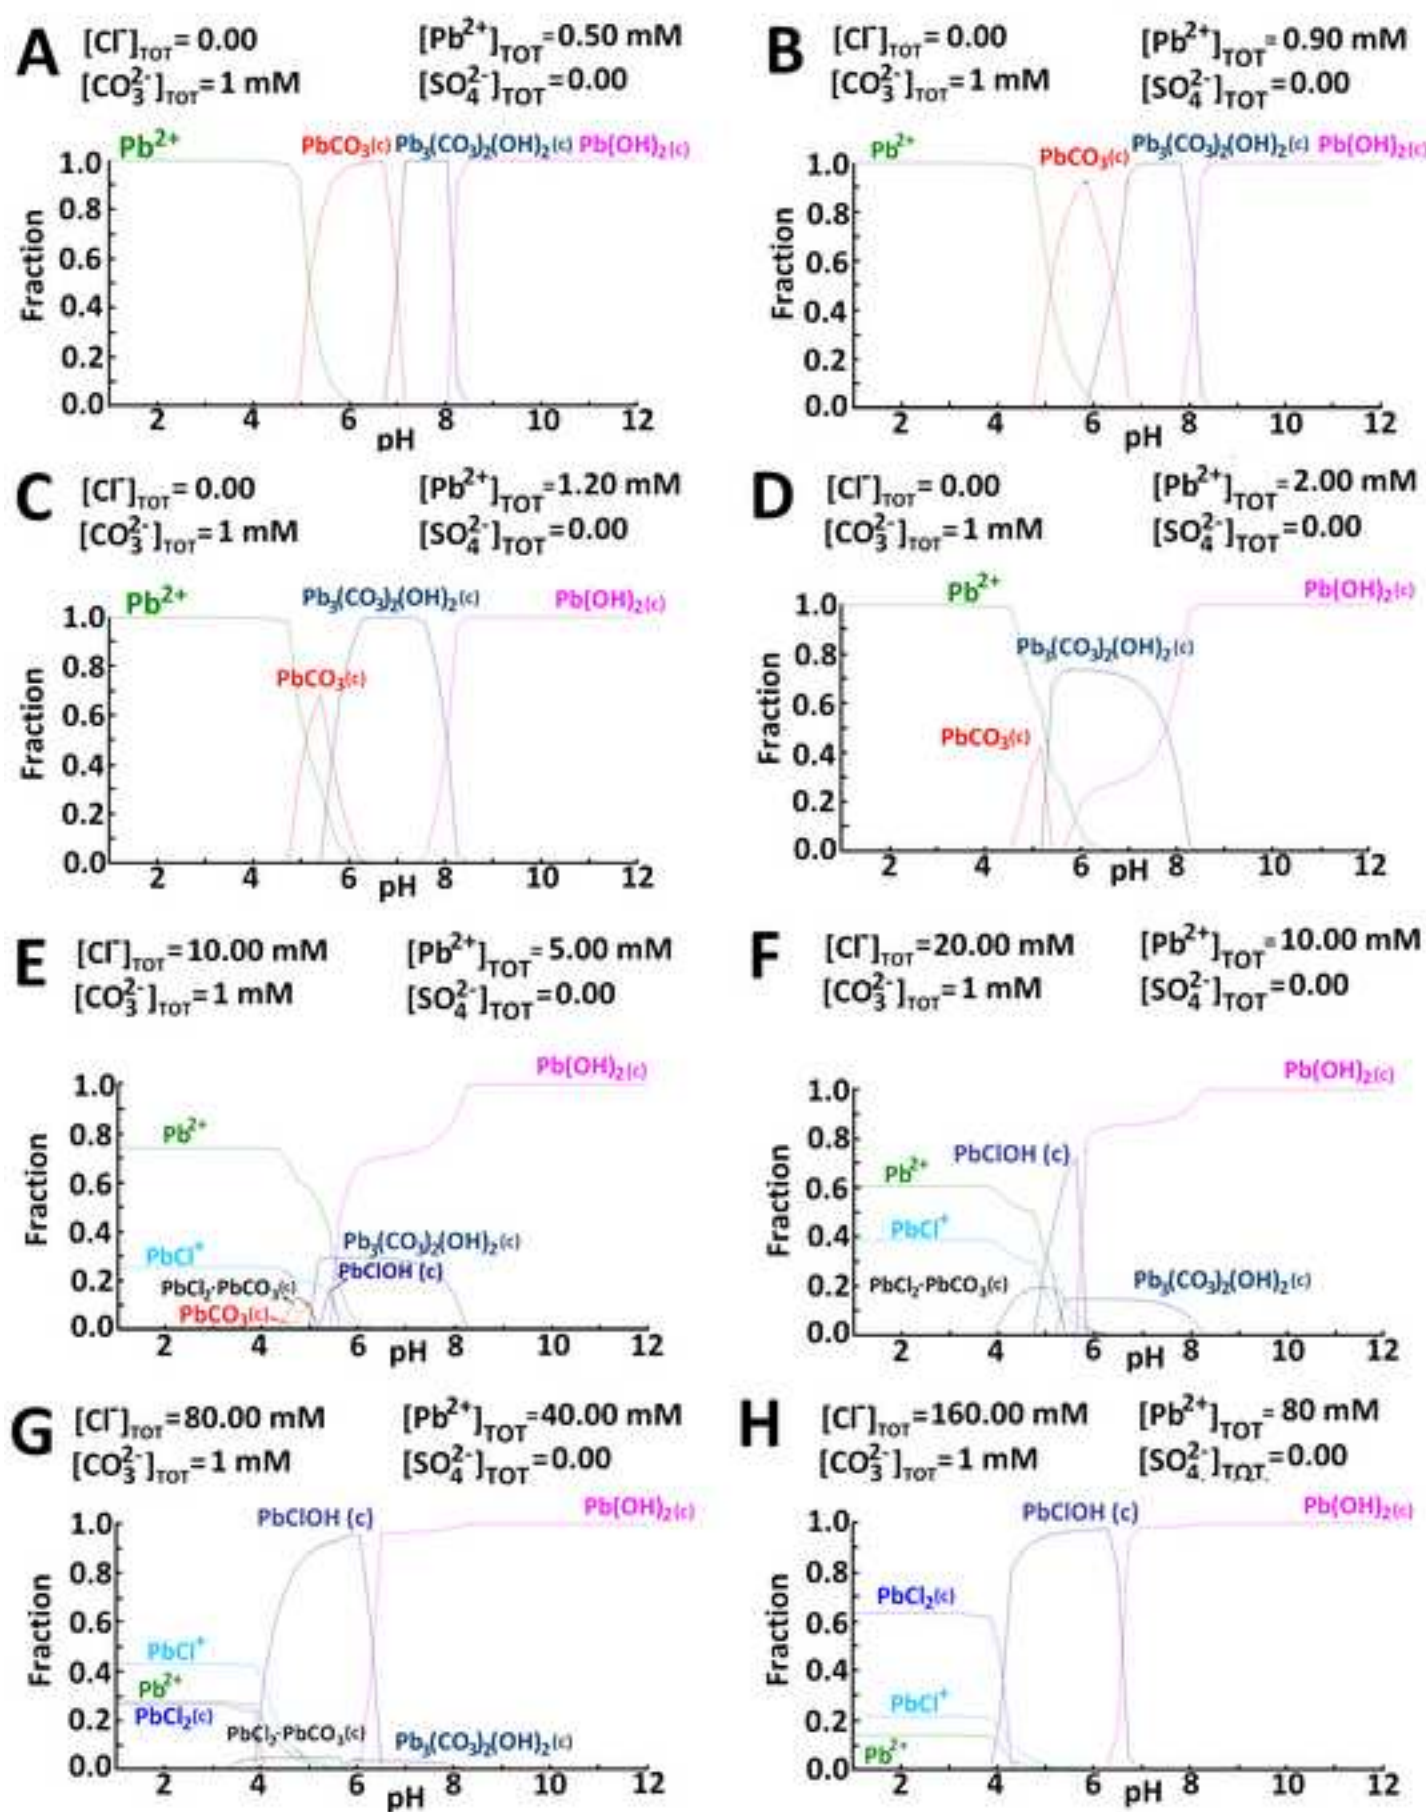 A [Cl⁻]TOT = 0.00 [Pb²⁺]TOT = 0.50 mM
[CO₃²⁻]TOT = 1 mM [SO₄²⁻]TOT = 0.00
Pb²⁺ PbCO₃(c) Pb₃(CO₃)₂(OH)₂(c) Pb(OH)₂(c)
1.0
0.8
0.6
0.4
0.2
0.0
Fraction
2 4 6 8 10 12
pH
B [Cl⁻]TOT = 0.00 [Pb²⁺]TOT = 0.90 mM
[CO₃²⁻]TOT = 1 mM [SO₄²⁻]TOT = 0.00
Pb²⁺ PbCO₃(c) Pb₃(CO₃)₂(OH)₂(c) Pb(OH)₂(c)
1.0
0.8
0.6
0.4
0.2
0.0
Fraction
2 4 6 8 10 12
pH
C [Cl⁻]TOT = 0.00 [Pb²⁺]TOT = 1.20 mM
[CO₃²⁻]TOT = 1 mM [SO₄²⁻]TOT = 0.00
Pb²⁺ Pb₃(CO₃)₂(OH)₂(c) Pb(OH)₂(c)
PbCO₃(c)
1.0
0.8
0.6
0.4
0.2
0.0
Fraction
2 4 6 8 10 12
pH
D [Cl⁻]TOT = 0.00 [Pb²⁺]TOT = 2.00 mM
[CO₃²⁻]TOT = 1 mM [SO₄²⁻]TOT = 0.00
Pb²⁺ Pb(OH)₂(c)
Pb₃(CO₃)₂(OH)₂(c)
PbCO₃(c)
1.0
0.8
0.6
0.4
0.2
0.0
Fraction
2 4 6 8 10 12
pH
E [Cl⁻]TOT = 10.00 mM [Pb²⁺]TOT = 5.00 mM
[CO₃²⁻]TOT = 1 mM [SO₄²⁻]TOT = 0.00
Pb(OH)₂(c)
Pb²⁺
Pb₃(CO₃)₂(OH)₂(c)
PbCl⁺
PbClOH (c)
PbCl₂·PbCO₃(c)
PbCO₃(c)
1.0
0.8
0.6
0.4
0.2
0.0
Fraction
2 4 6 8 10 12
pH
F [Cl⁻]TOT = 20.00 mM [Pb²⁺]TOT = 10.00 mM
[CO₃²⁻]TOT = 1 mM [SO₄²⁻]TOT = 0.00
Pb(OH)₂(c)
PbClOH (c)
Pb²⁺
PbCl⁺
PbCl₂·PbCO₃(c) Pb₃(CO₃)₂(OH)₂(c)
1.0
0.8
0.6
0.4
0.2
0.0
Fraction
2 4 6 8 10 12
pH
G [Cl⁻]TOT = 80.00 mM [Pb²⁺]TOT = 40.00 mM
[CO₃²⁻]TOT = 1 mM [SO₄²⁻]TOT = 0.00
PbClOH (c) Pb(OH)₂(c)
PbCl⁺
Pb²⁺
PbCl₂(c)
PbCl₂·PbCO₃(c) Pb₃(CO₃)₂(OH)₂(c)
1.0
0.8
0.6
0.4
0.2
0.0
Fraction
2 4 6 8 10 12
pH
H [Cl⁻]TOT = 160.00 mM [Pb²⁺]TOT = 80 mM
[CO₃²⁻]TOT = 1 mM [SO₄²⁻]TOT = 0.00
PbClOH (c) Pb(OH)₂(c)
PbCl₂(c)
PbCl⁺
Pb²⁺
1.0
0.8
0.6
0.4
0.2
0.0
Fraction
2 4 6 8 10 12
pH